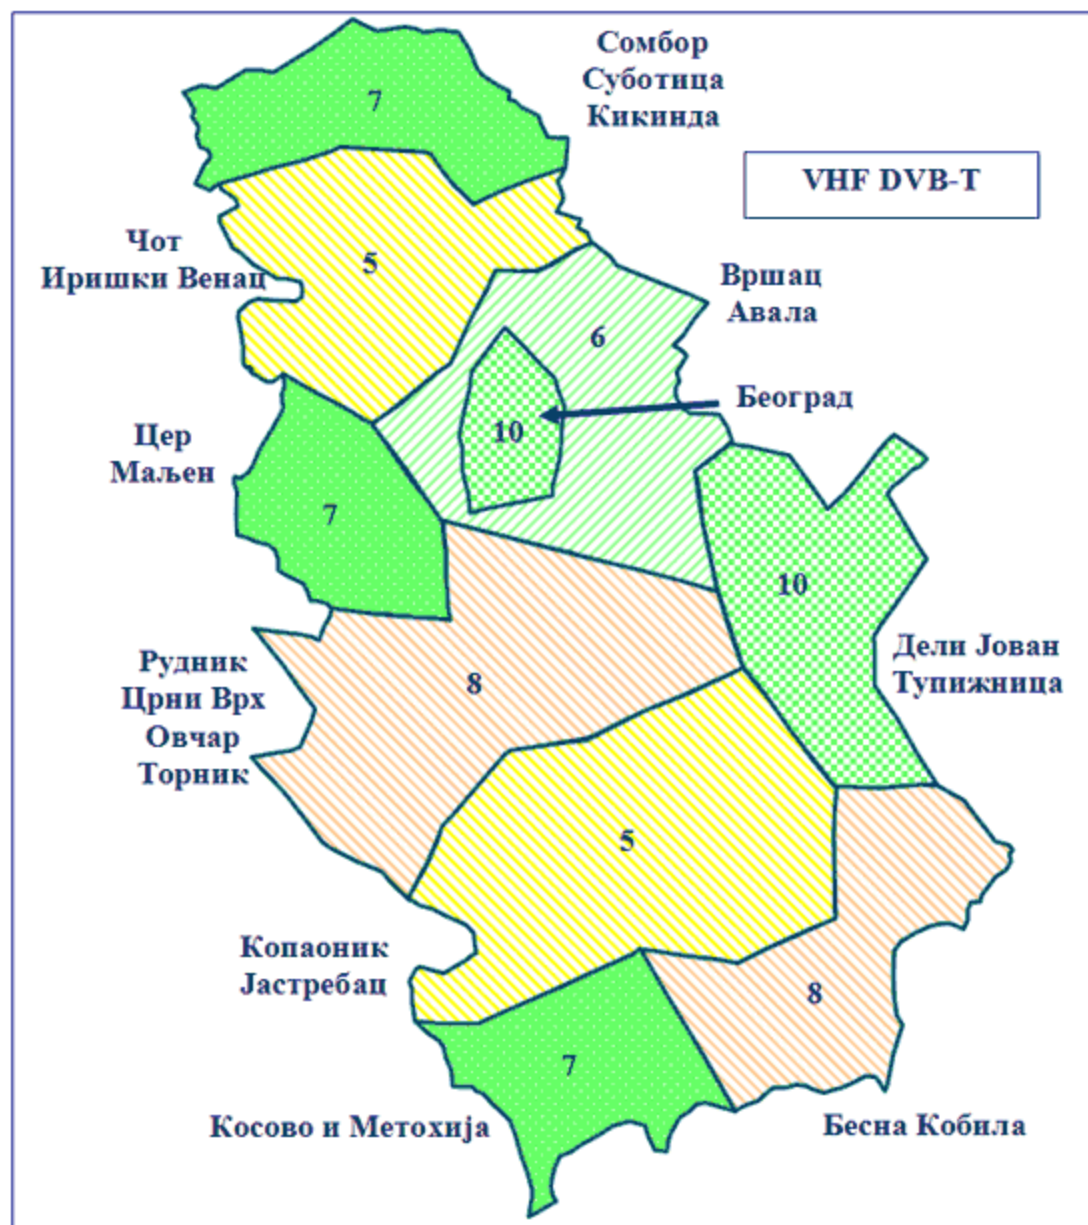 Сомбор
Суботица
Кикинда
7
VHF DVB-T
Чот
Иришки Венац
5
Вршац
Авала
6
Београд
10
Цер
Маљен
7
10
Дели Јован
Тупижница
Рудник
Црни Врх
Овчар
Торник
8
5
Копаоник
Јастребац
8
7
Косово и Метохија
Бесна Кобила